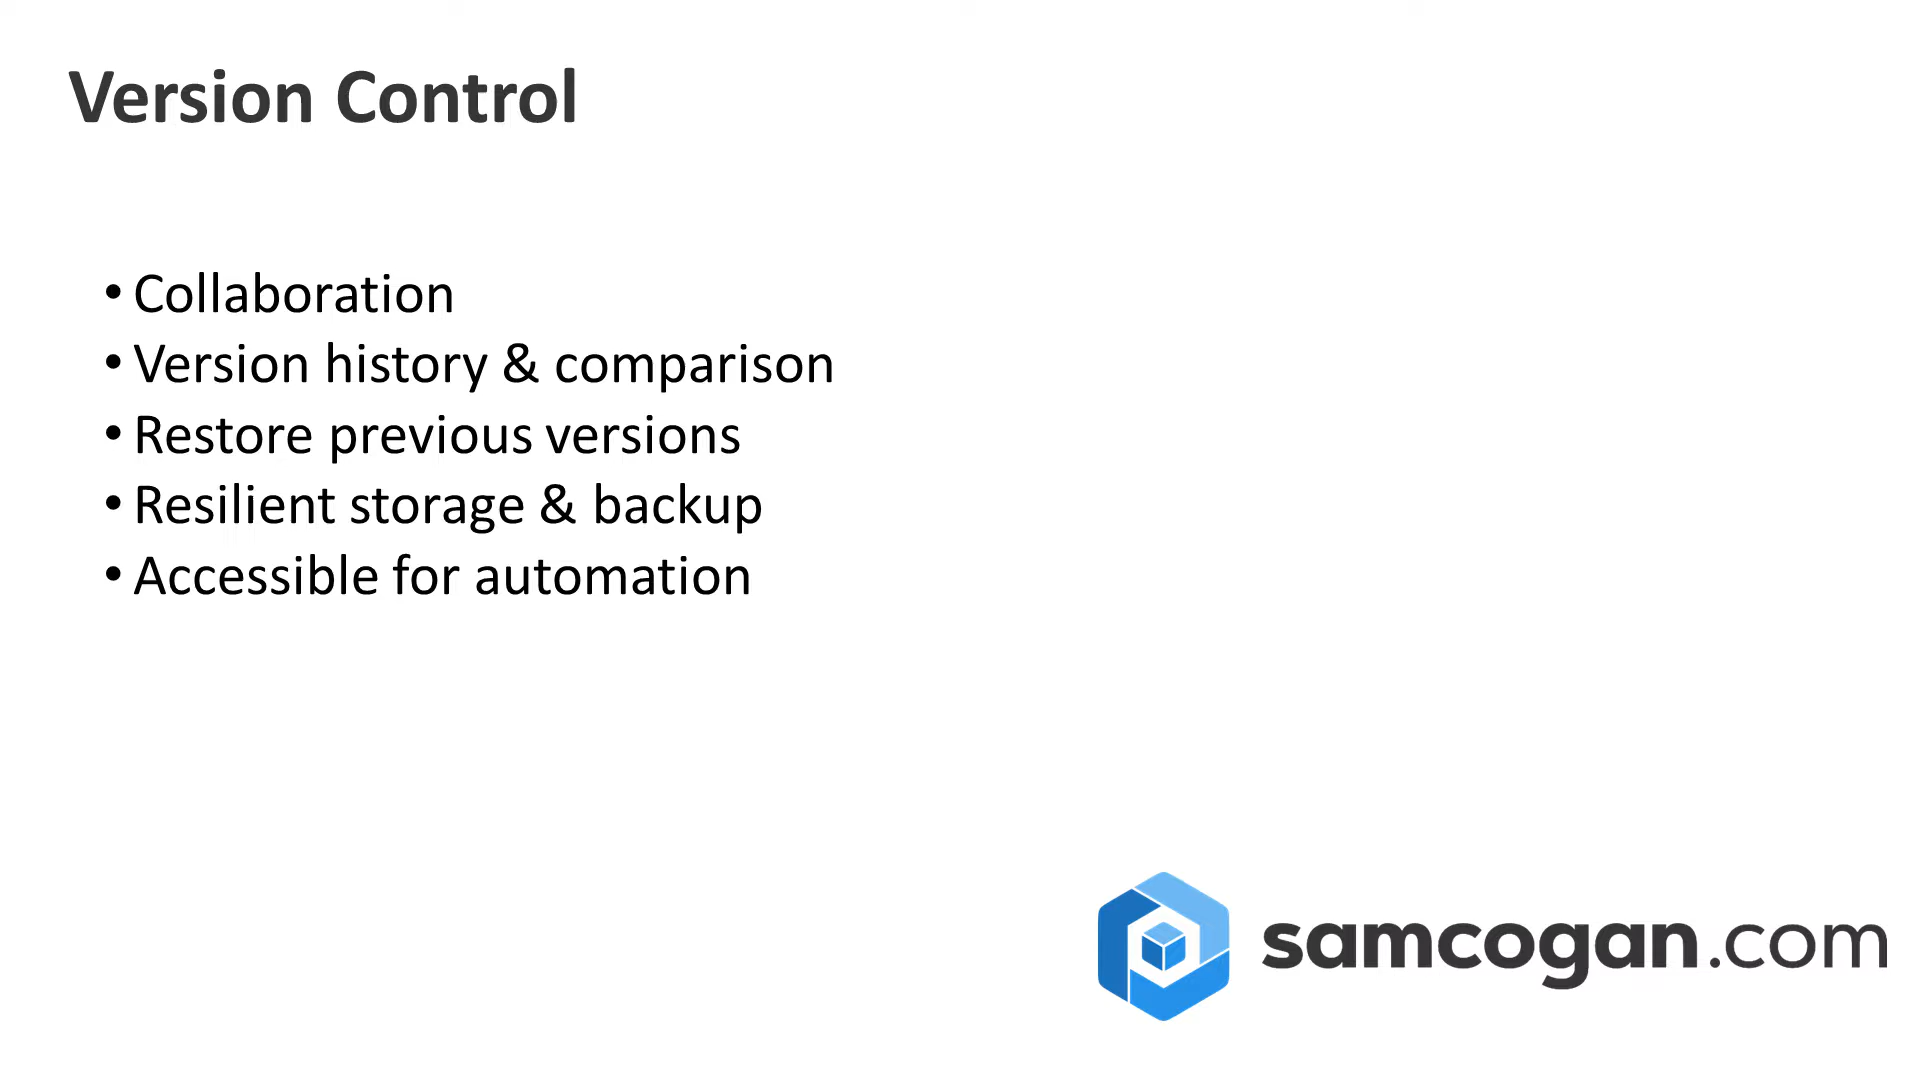 Version Control
• Collaboration
• Version history & comparison
• Restore previous versions
• Resilient storage & backup
• Accessible for automation
samcogan.com